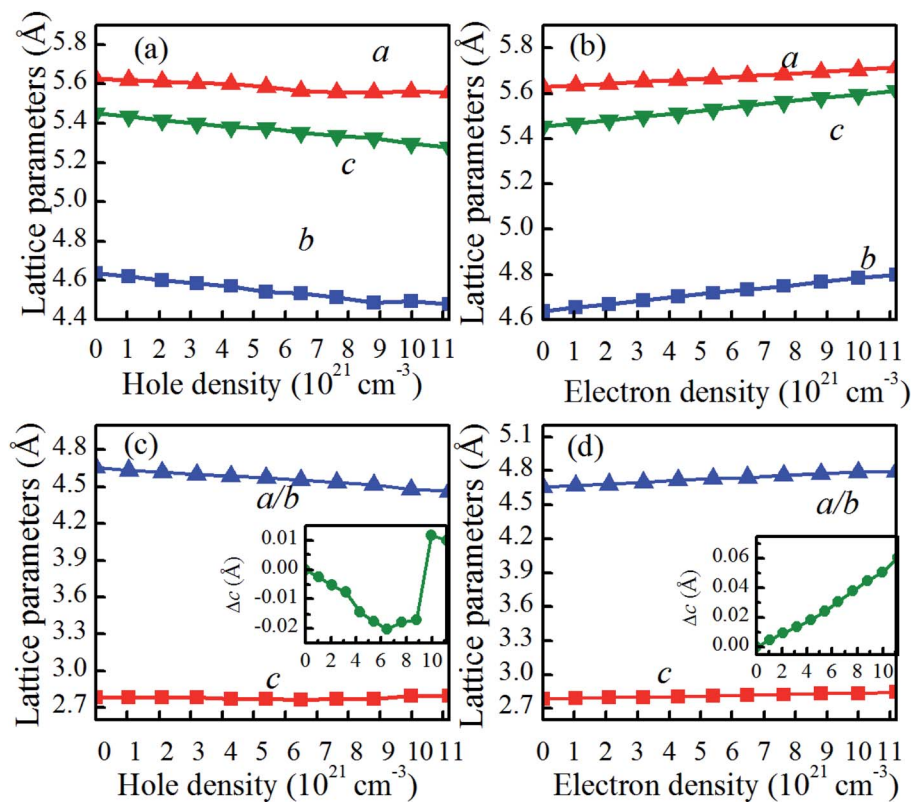 (a)
a
c
b
5.8
5.6
5.4
5.2
5.0
4.8
4.6
4.4
Lattice parameters (Å)
0 1 2 3 4 5 6 7 8 9 10 11
Hole density (10²¹ cm⁻³)
(b)
a
c
b
5.8
5.6
5.4
5.2
5.0
4.8
4.6
Lattice parameters (Å)
0 1 2 3 4 5 6 7 8 9 10 11
Electron density (10²¹ cm⁻³)
(c)
a/b
c
4.8
4.5
4.2
3.9
3.6
3.3
3.0
2.7
Lattice parameters (Å)
0.01
0.00
-0.01
-0.02
Δc (Å)
0 2 4 6 8 10
0 1 2 3 4 5 6 7 8 9 10 11
Hole density (10²¹ cm⁻³)
(d)
a/b
c
5.1
4.8
4.5
4.2
3.9
3.6
3.3
3.0
2.7
Lattice parameters (Å)
0.06
0.04
0.02
0.00
Δc (Å)
0 2 4 6 8 10
0 1 2 3 4 5 6 7 8 9 10 11
Electron density (10²¹ cm⁻³)